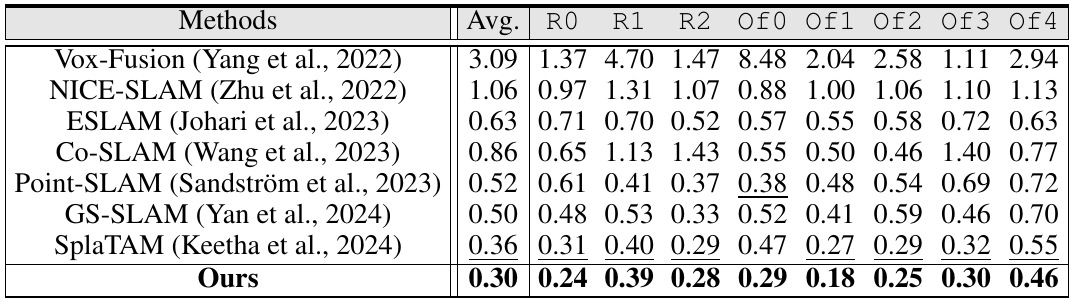 Methods Avg. R0 R1 R2 Of0 Of1 Of2 Of3 Of4
Vox-Fusion (Yang et al., 2022) 3.09 1.37 4.70 1.47 8.48 2.04 2.58 1.11 2.94
NICE-SLAM (Zhu et al., 2022) 1.06 0.97 1.31 1.07 0.88 1.00 1.06 1.10 1.13
ESLAM (Johari et al., 2023) 0.63 0.71 0.70 0.52 0.57 0.55 0.58 0.72 0.63
Co-SLAM (Wang et al., 2023) 0.86 0.65 1.13 1.43 0.55 0.50 0.46 1.40 0.77
Point-SLAM (Sandström et al., 2023) 0.52 0.61 0.41 0.37 0.38 0.48 0.54 0.69 0.72
GS-SLAM (Yan et al., 2024) 0.50 0.48 0.53 0.33 0.52 0.41 0.59 0.46 0.70
SplaTAM (Keetha et al., 2024) 0.36 0.31 0.40 0.29 0.47 0.27 0.29 0.32 0.55
Ours 0.30 0.24 0.39 0.28 0.29 0.18 0.25 0.30 0.46